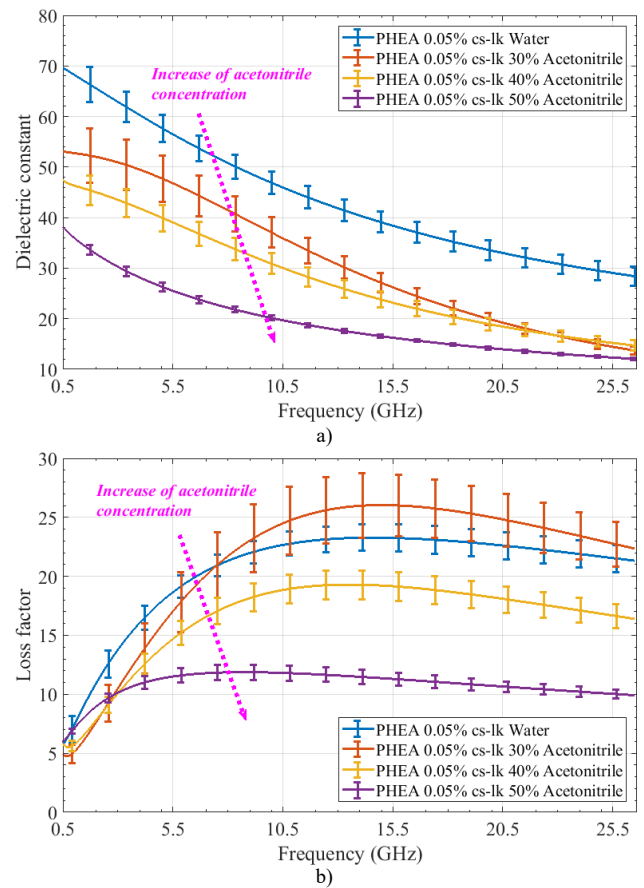 80
70
60
50
40
30
20
10
Dielectric constant
Increase of acetonitrile
concentration
PHEA 0.05% cs-lk Water
PHEA 0.05% cs-lk 30% Acetonitrile
PHEA 0.05% cs-lk 40% Acetonitrile
PHEA 0.05% cs-lk 50% Acetonitrile
0.5 5.5 10.5 15.5 20.5 25.5
Frequency (GHz)
a)
30
25
20
15
10
5
0
Loss factor
Increase of acetonitrile
concentration
PHEA 0.05% cs-lk Water
PHEA 0.05% cs-lk 30% Acetonitrile
PHEA 0.05% cs-lk 40% Acetonitrile
PHEA 0.05% cs-lk 50% Acetonitrile
0.5 5.5 10.5 15.5 20.5 25.5
Frequency (GHz)
b)